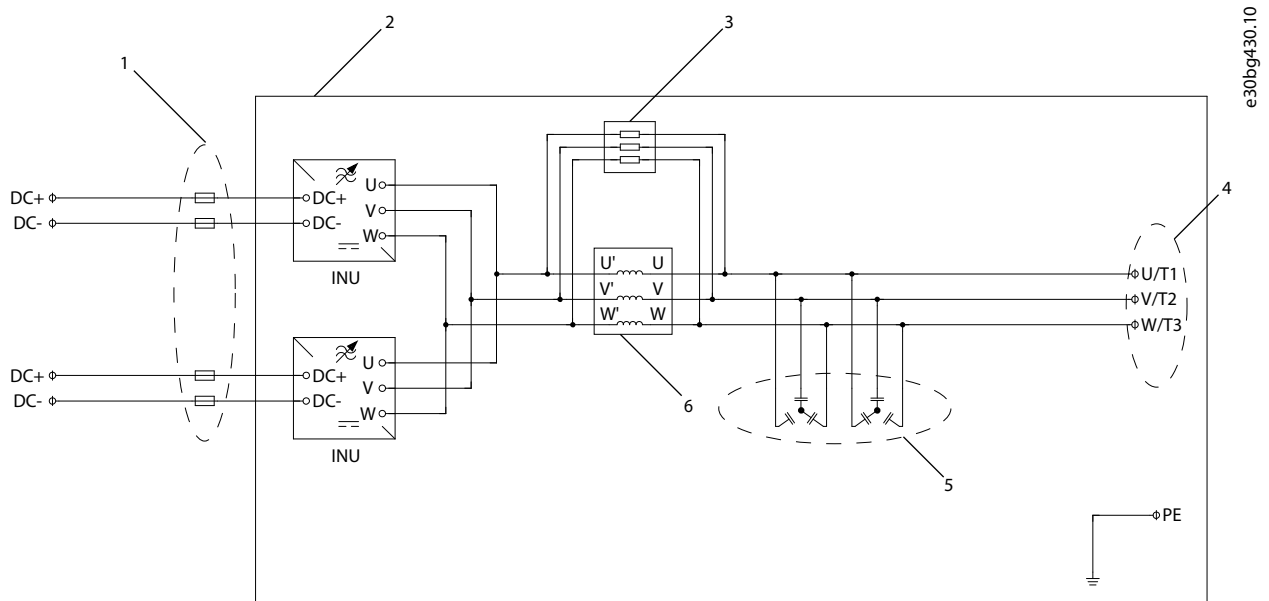 e30bg430.10
1
2
3
4
DC+
DC-
DC+
DC-
U
V
W
INU
U' U
V' V
W' W
U/T1
V/T2
W/T3
DC+
DC-
DC+
DC-
U
V
W
INU
6
5
PE